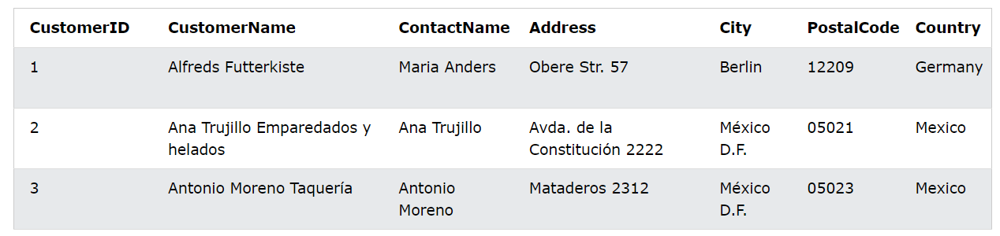 CustomerID CustomerName ContactName Address City PostalCode Country
1 Alfreds Futterkiste Maria Anders Obere Str. 57 Berlin 12209 Germany
2 Ana Trujillo Emparedados y Ana Trujillo Avda. de la México 05021 Mexico
helados Constitución 2222 D.F.
3 Antonio Moreno Taquería Antonio Mataderos 2312 México 05023 Mexico
Moreno D.F.